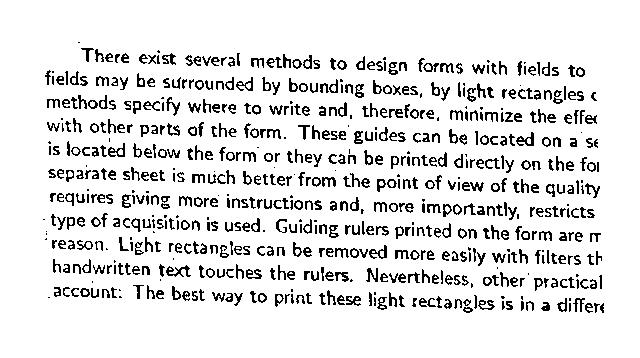 There exist several methods to design forms with fields to
fields may be surrounded by bounding boxes, by light rectangles
methods specify where to write and, therefore, minimize the
with other parts of the form. These guides can be located on a
is located below the form or they can be printed directly on the
separate sheet is much better from the point of view of the quality
requires giving more instructions and, more importantly, restricts
type of acquisition is used. Guiding rulers printed on the form are
reason. Light rectangles can be removed more easily with filters
handwritten text touches the rulers. Nevertheless, other practical
account: The best way to print these light rectangles is in a